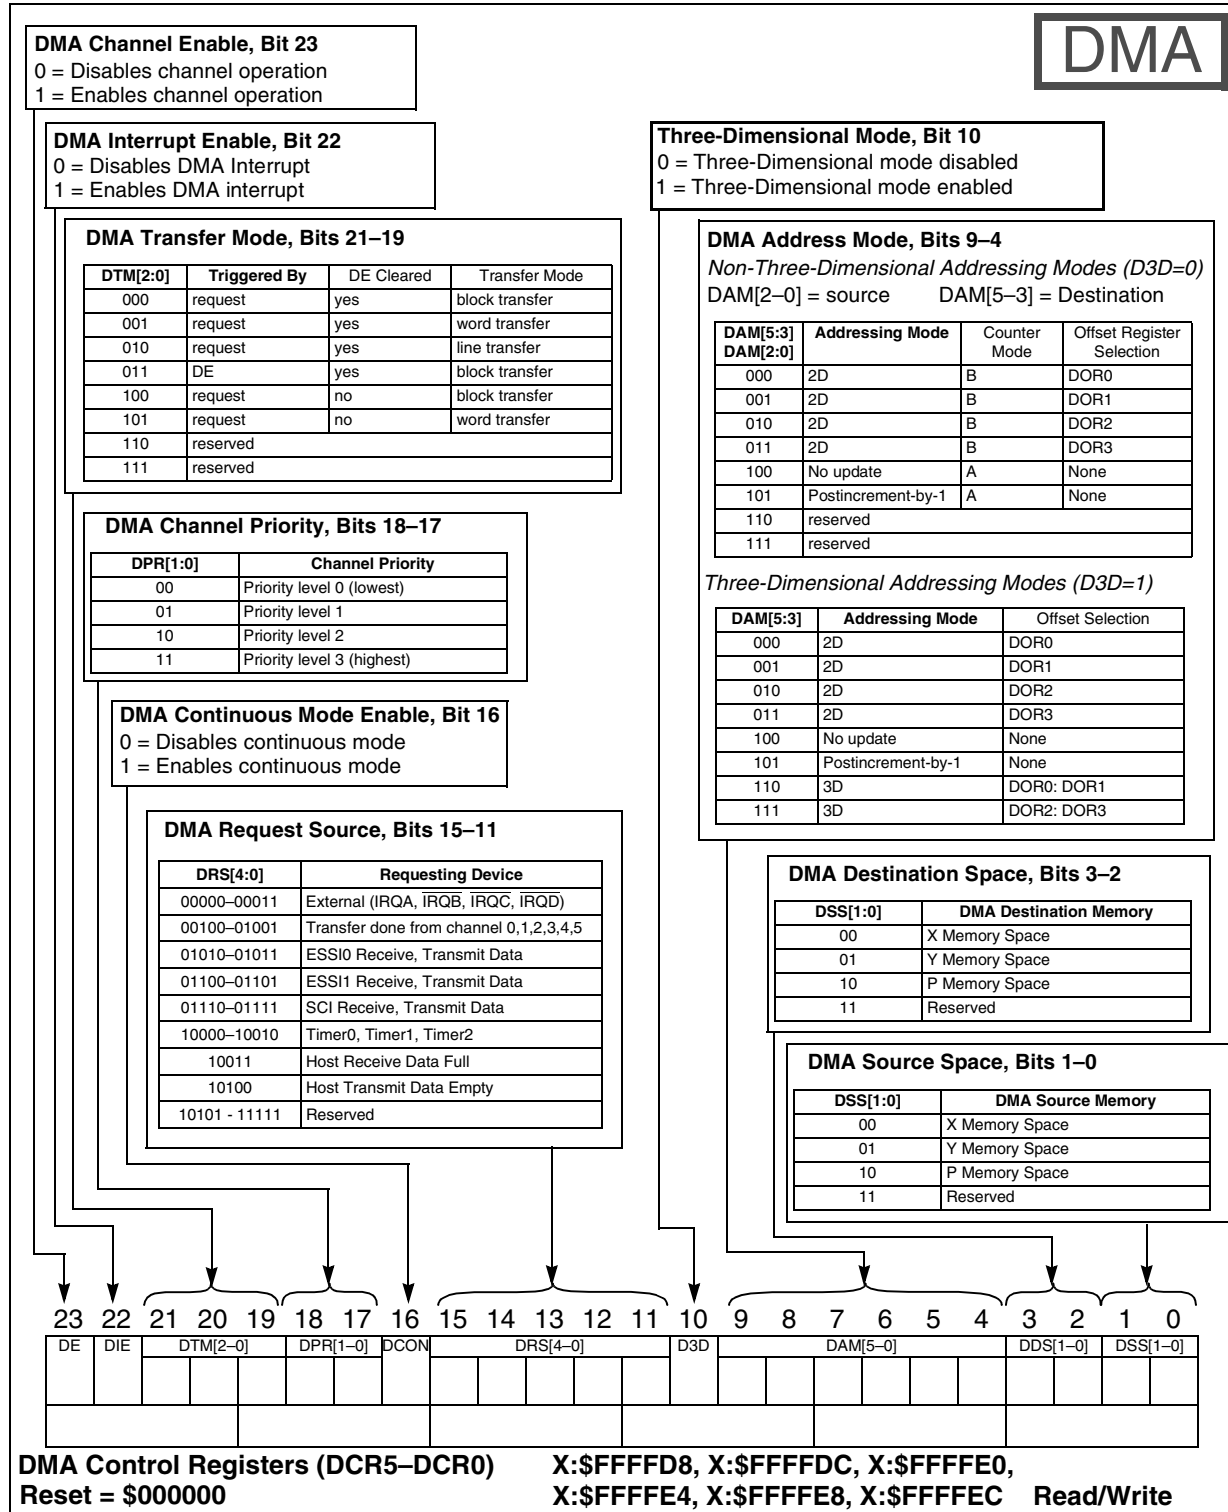 DMA
DMA Channel Enable, Bit 23
0 = Disables channel operation
1 = Enables channel operation
DMA Interrupt Enable, Bit 22
0 = Disables DMA Interrupt
1 = Enables DMA interrupt
DMA Transfer Mode, Bits 21–19
DTM[2:0] Triggered By DE Cleared Transfer Mode
000 request yes block transfer
001 request yes word transfer
010 request yes line transfer
011 DE yes block transfer
100 request no block transfer
101 request no word transfer
110 reserved
111 reserved
DMA Channel Priority, Bits 18–17
DPR[1:0] Channel Priority
00 Priority level 0 (lowest)
01 Priority level 1
10 Priority level 2
11 Priority level 3 (highest)
DMA Continuous Mode Enable, Bit 16
0 = Disables continuous mode
1 = Enables continuous mode
DMA Request Source, Bits 15–11
DRS[4:0] Requesting Device
00000–00011 External (IRQA, IRQB, IRQC, IRQD)
00100–01001 Transfer done from channel 0,1,2,3,4,5
01010–01011 ESSI0 Receive, Transmit Data
01100–01101 ESSI1 Receive, Transmit Data
01110–01111 SCI Receive, Transmit Data
10000–10010 Timer0, Timer1, Timer2
10011 Host Receive Data Full
10100 Host Transmit Data Empty
10101 - 11111 Reserved
Three-Dimensional Mode, Bit 10
0 = Three-Dimensional mode disabled
1 = Three-Dimensional mode enabled
DMA Address Mode, Bits 9–4
Non-Three-Dimensional Addressing Modes (D3D=0)
DAM[2–0] = source DAM[5–3] = Destination
DAM[5:3] Addressing Mode Counter Offset Register
DAM[2:0] Mode Selection
000 2D B DOR0
001 2D B DOR1
010 2D B DOR2
011 2D B DOR3
100 No update A None
101 Postincrement-by-1 A None
110 reserved
111 reserved
Three-Dimensional Addressing Modes (D3D=1)
DAM[5:3] Addressing Mode Offset Selection
000 2D DOR0
001 2D DOR1
010 2D DOR2
011 2D DOR3
100 No update None
101 Postincrement-by-1 None
110 3D DOR0: DOR1
111 3D DOR2: DOR3
DMA Destination Space, Bits 3–2
DSS[1:0] DMA Destination Memory
00 X Memory Space
01 Y Memory Space
10 P Memory Space
11 Reserved
DMA Source Space, Bits 1–0
DSS[1:0] DMA Source Memory
00 X Memory Space
01 Y Memory Space
10 P Memory Space
11 Reserved
23 22 21 20 19 18 17 16 15 14 13 12 11 10 9 8 7 6 5 4 3 2 1 0
DE DIE DTM[2–0] DPR[1–0] DCON DRS[4–0] D3D DAM[5–0] DDS[1–0] DSS[1–0]
DMA Control Registers (DCR5–DCR0) X:$FFFFD8, X:$FFFFDC, X:$FFFFE0,
Reset = $000000 X:$FFFFE4, X:$FFFFE8, X:$FFFFEC Read/Write